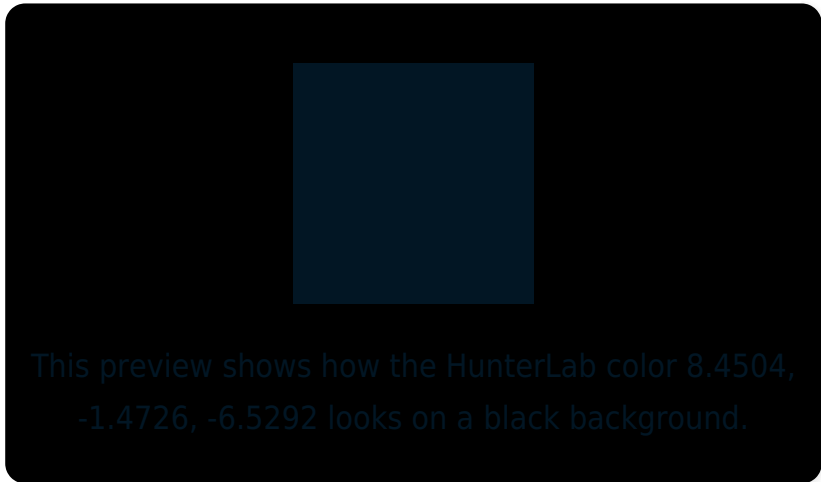 This preview shows how the HunterLab color 8.4504,
-1.4726, -6.5292 looks on a black background.